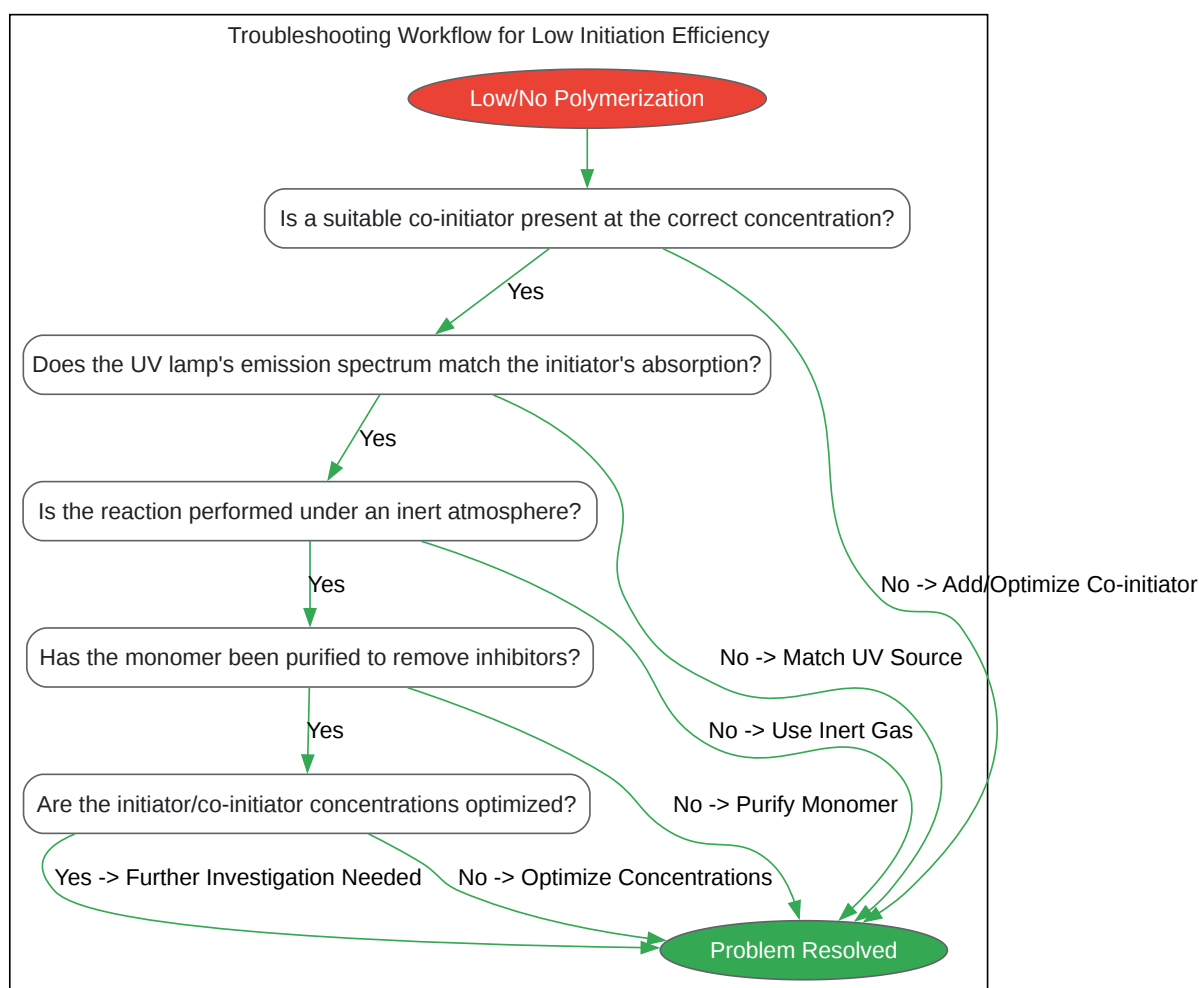 Troubleshooting Workflow for Low Initiation Efficiency
Low/No Polymerization
Is a suitable co-initiator present at the correct concentration?
Yes
Does the UV lamp's emission spectrum match the initiator's absorption?
Yes
Is the reaction performed under an inert atmosphere?
Yes
No -> Add/Optimize Co-initiator
Has the monomer been purified to remove inhibitors?
No -> Match UV Source
Yes
No -> Use Inert Gas
Are the initiator/co-initiator concentrations optimized?
No -> Purify Monomer
Yes -> Further Investigation Needed
No -> Optimize Concentrations
Problem Resolved